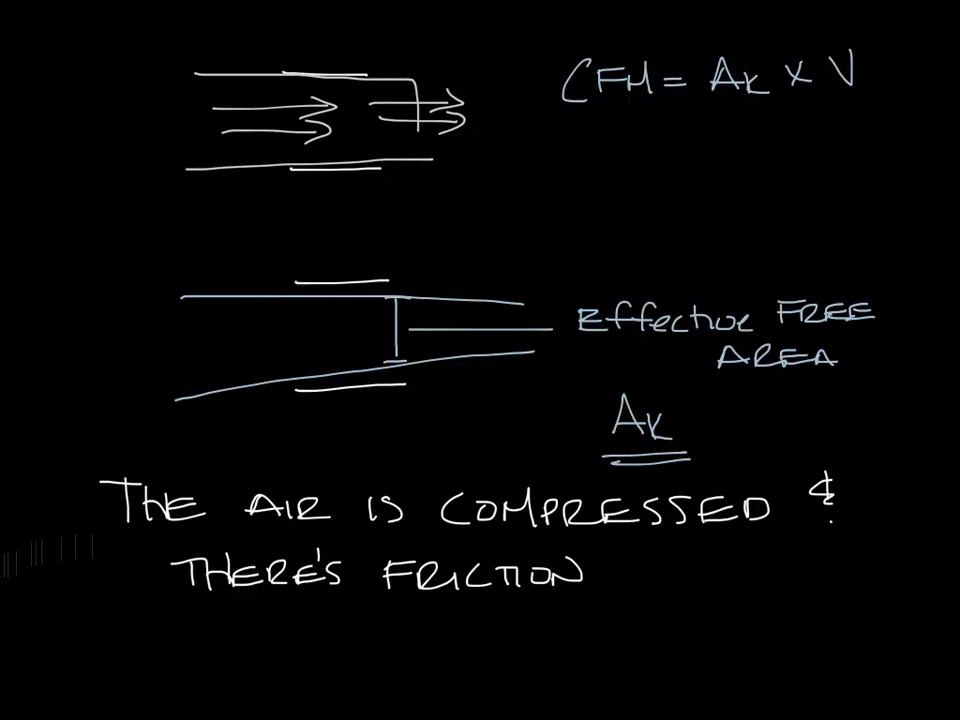 CFM = AK x V
Effective FREE
AREA
AK
THE AIR IS COMPRESSED &
THERE'S FRICTION